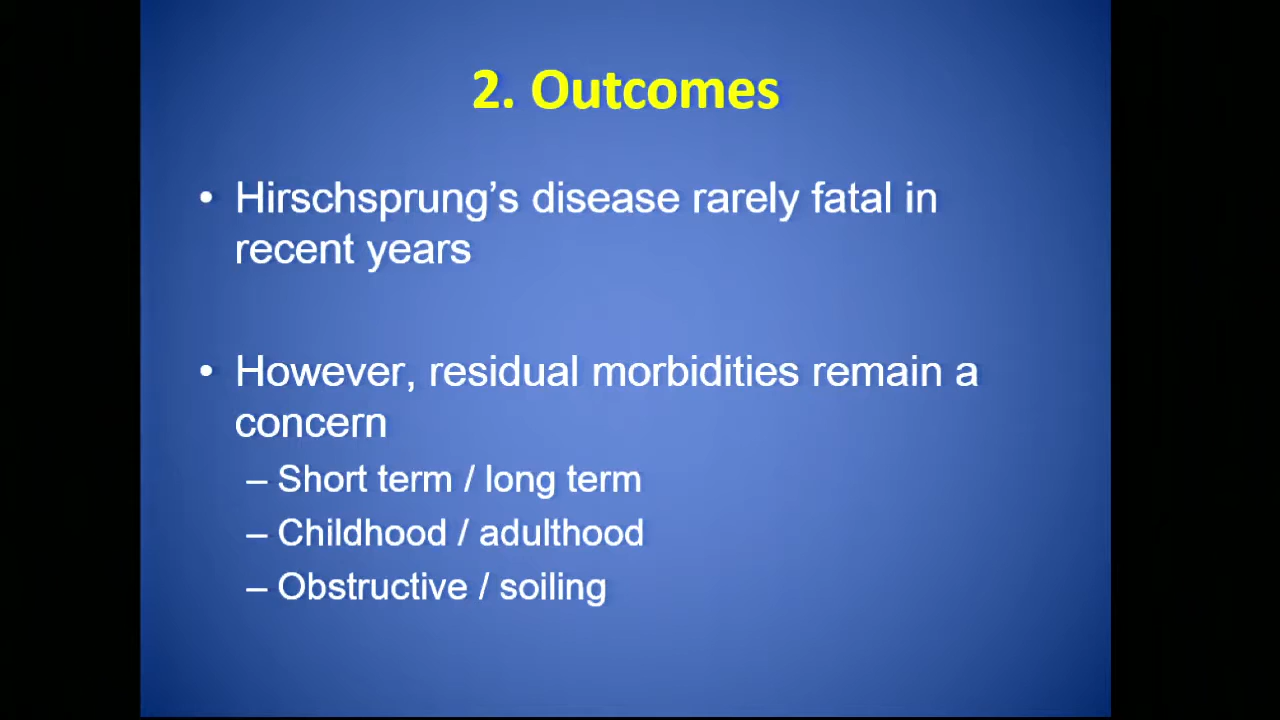 2. Outcomes
• Hirschsprung’s disease rarely fatal in
recent years
• However, residual morbidities remain a
concern
– Short term / long term
– Childhood / adulthood
– Obstructive / soiling